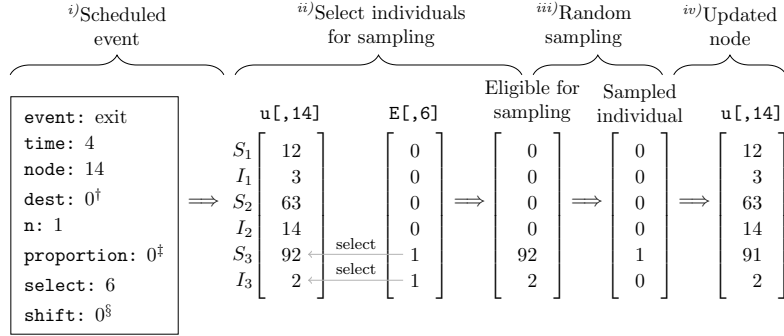 i)Scheduled event
ii)Select individuals for sampling
iii)Random sampling
iv)Updated node
event: exit
time: 4
node: 14
dest: 0†
n: 1
proportion: 0‡
select: 6
shift: 0§
⟹
u[,14]
S1 12
I1 3
S2 63
I2 14
S3 92
I3 2
select
select
E[,6]
0
0
0
0
1
1
⟹
Eligible for sampling
0
0
0
0
92
2
⟹
Sampled individual
0
0
0
0
1
0
⟹
u[,14]
12
3
63
14
91
2